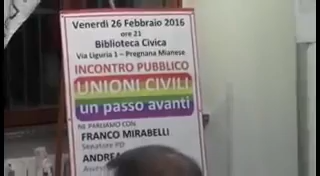 Venerdì 26 Febbraio 2016
ore 21
Biblioteca Civica
Via Liguria 1 - Pregnana Milanese
INCONTRO PUBBLICO
UNIONI CIVILI
un passo avanti
NE PARLIAMO CON
FRANCO MIRABELLI
Senatore PD
ANDREA